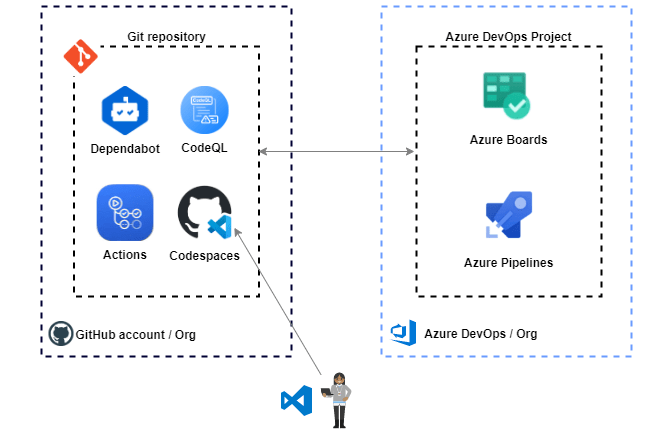 Git repository
Dependabot
CodeQL
Actions
Codespaces
GitHub account / Org
Azure DevOps Project
Azure Boards
Azure Pipelines
Azure DevOps / Org